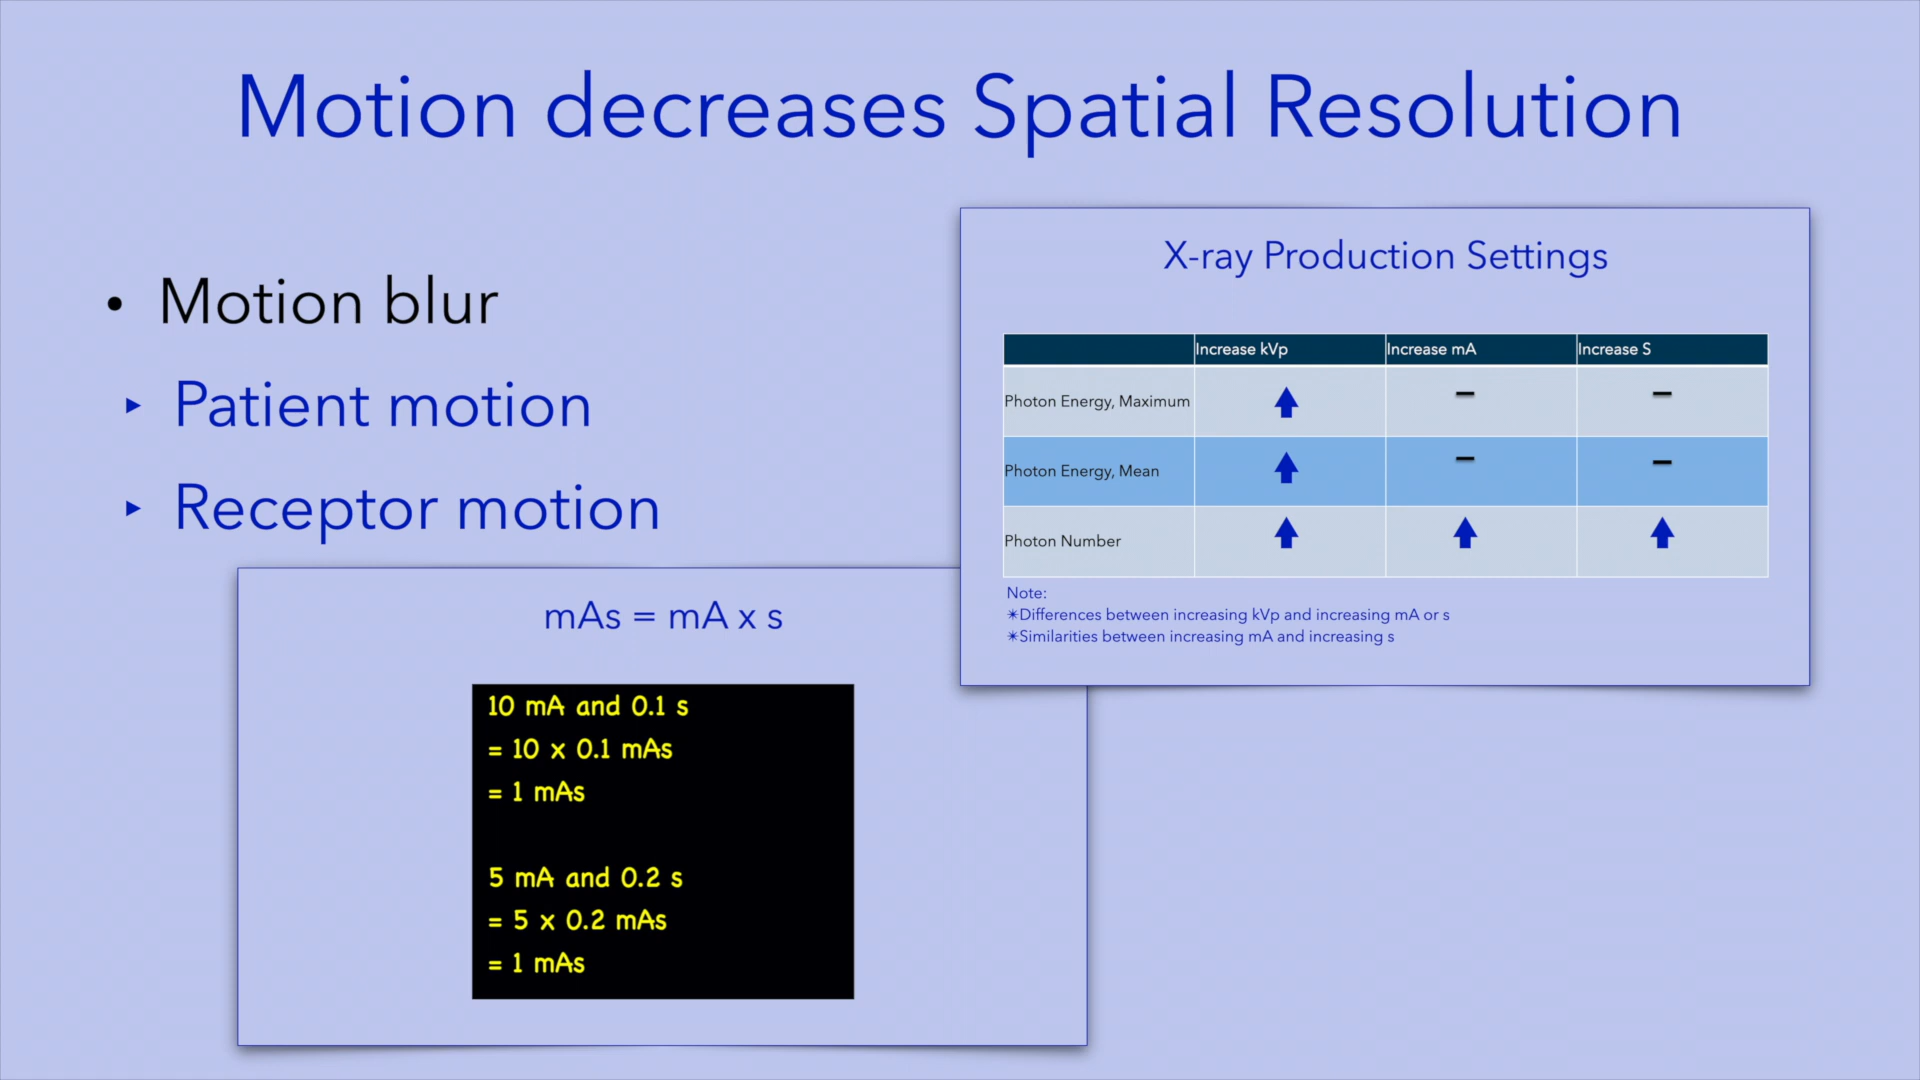 Motion decreases Spatial Resolution
• Motion blur
‣ Patient motion
‣ Receptor motion
X-ray Production Settings
Increase kVp Increase mA Increase S
Photon Energy, Maximum – –
Photon Energy, Mean – –
Photon Number
Note:
✴Differences between increasing kVp and increasing mA or s
✴Similarities between increasing mA and increasing s
mAs = mA x s
10 mA and 0.1 s
= 10 x 0.1 mAs
= 1 mAs
5 mA and 0.2 s
= 5 x 0.2 mAs
= 1 mAs